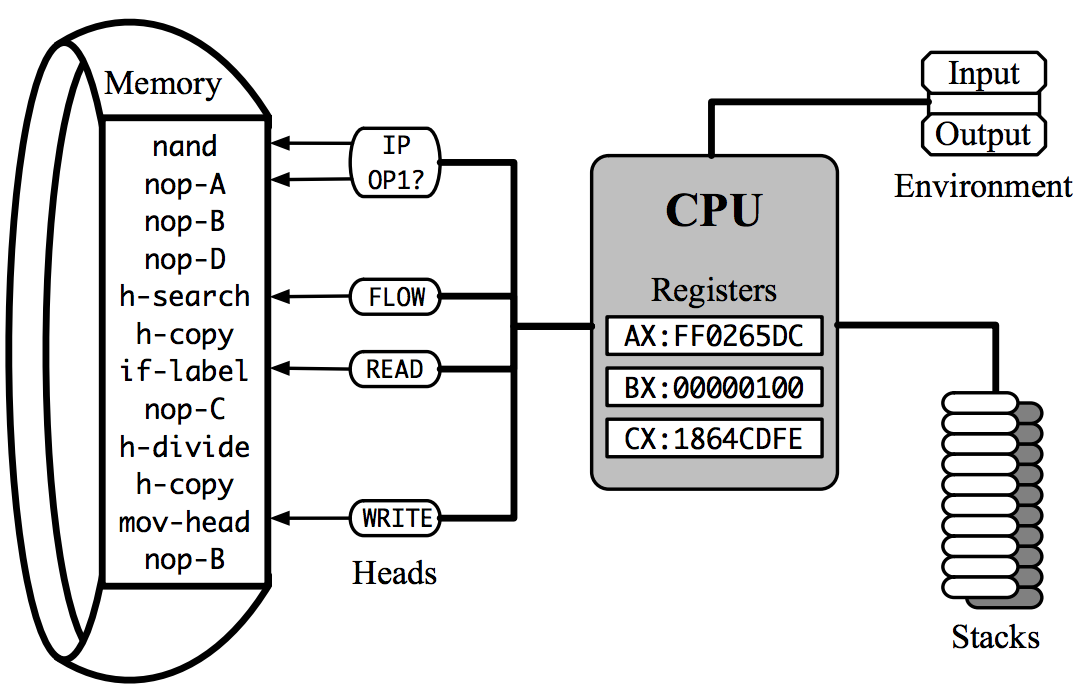 Memory
nand
nop-A
nop-B
nop-D
h-search
h-copy
if-label
nop-C
h-divide
h-copy
mov-head
nop-B
IP
OP1?
FLOW
READ
WRITE
Heads
CPU
Registers
AX:FF0265DC
BX:00000100
CX:1864CDFE
Input
Output
Environment
Stacks